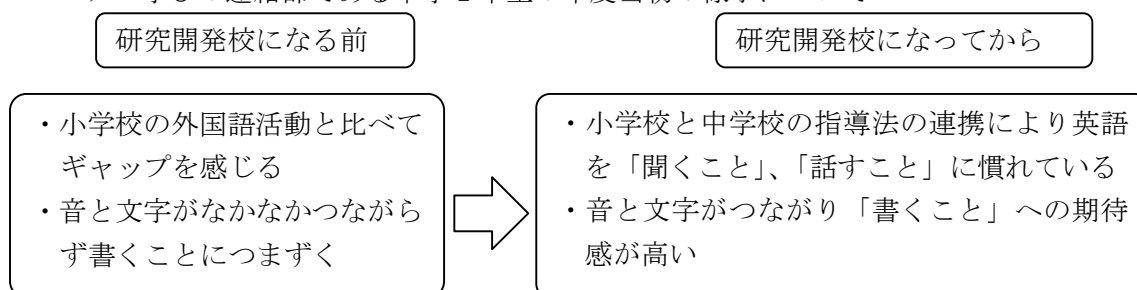 研究開発校になる前
研究開発校になってから
・小学校の外国語活動と比べて
ギャップを感じる
・音と文字がなかなかつながら
ず書くことにつまずく
・小学校と中学校の指導法の連携により英語
を「聞くこと」、「話すこと」に慣れている
・音と文字がつながり「書くこと」への期待
感が高い